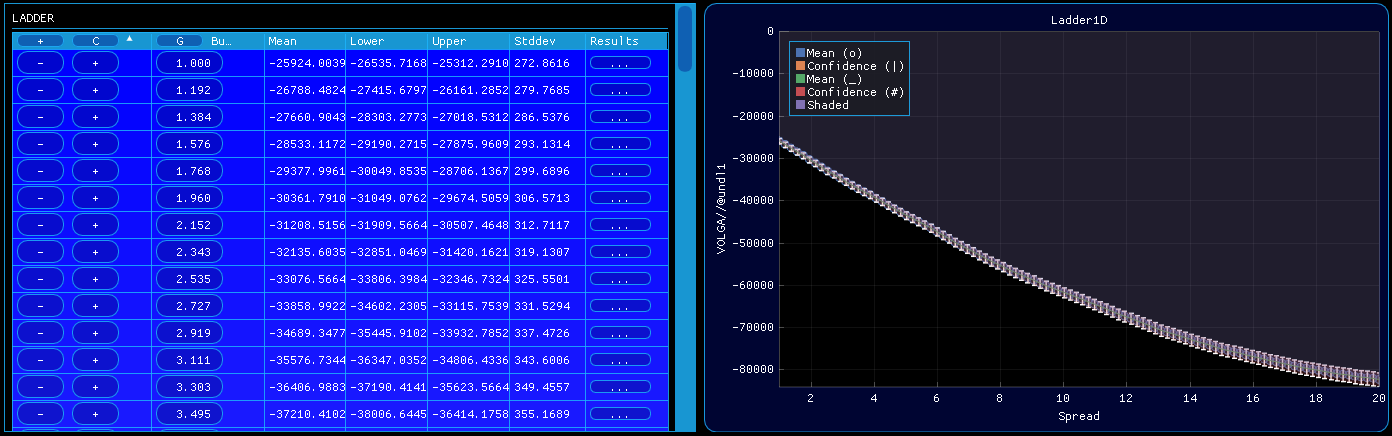 LADDER
+ C ▲ G Bu… Mean Lower Upper Stddev Results
- + 1.000 -25924.0039 -26535.7168 -25312.2910 272.8616 ...
- + 1.192 -26788.4824 -27415.6797 -26161.2852 279.7685 ...
- + 1.384 -27660.9043 -28303.2773 -27018.5312 286.5376 ...
- + 1.576 -28533.1172 -29190.2715 -27875.9609 293.1314 ...
- + 1.768 -29377.9961 -30049.8535 -28706.1367 299.6896 ...
- + 1.960 -30361.7910 -31049.0762 -29674.5059 306.5713 ...
- + 2.152 -31208.5156 -31909.5664 -30507.4648 312.7117 ...
- + 2.343 -32135.6035 -32851.0469 -31420.1621 319.1307 ...
- + 2.535 -33076.5664 -33806.3984 -32346.7324 325.5501 ...
- + 2.727 -33858.9922 -34602.2305 -33115.7539 331.5294 ...
- + 2.919 -34689.3477 -35445.9102 -33932.7852 337.4726 ...
- + 3.111 -35576.7344 -36347.0352 -34806.4336 343.6006 ...
- + 3.303 -36406.9883 -37190.4141 -35623.5664 349.4557 ...
- + 3.495 -37210.4102 -38006.6445 -36414.1758 355.1689 ...
Ladder1D
Mean (o)
Confidence (|)
Mean (_)
Confidence (#)
Shaded
0
-10000
-20000
-30000
-40000
-50000
-60000
-70000
-80000
VOLGA//@undl1
2 4 6 8 10 12 14 16 18 20
Spread